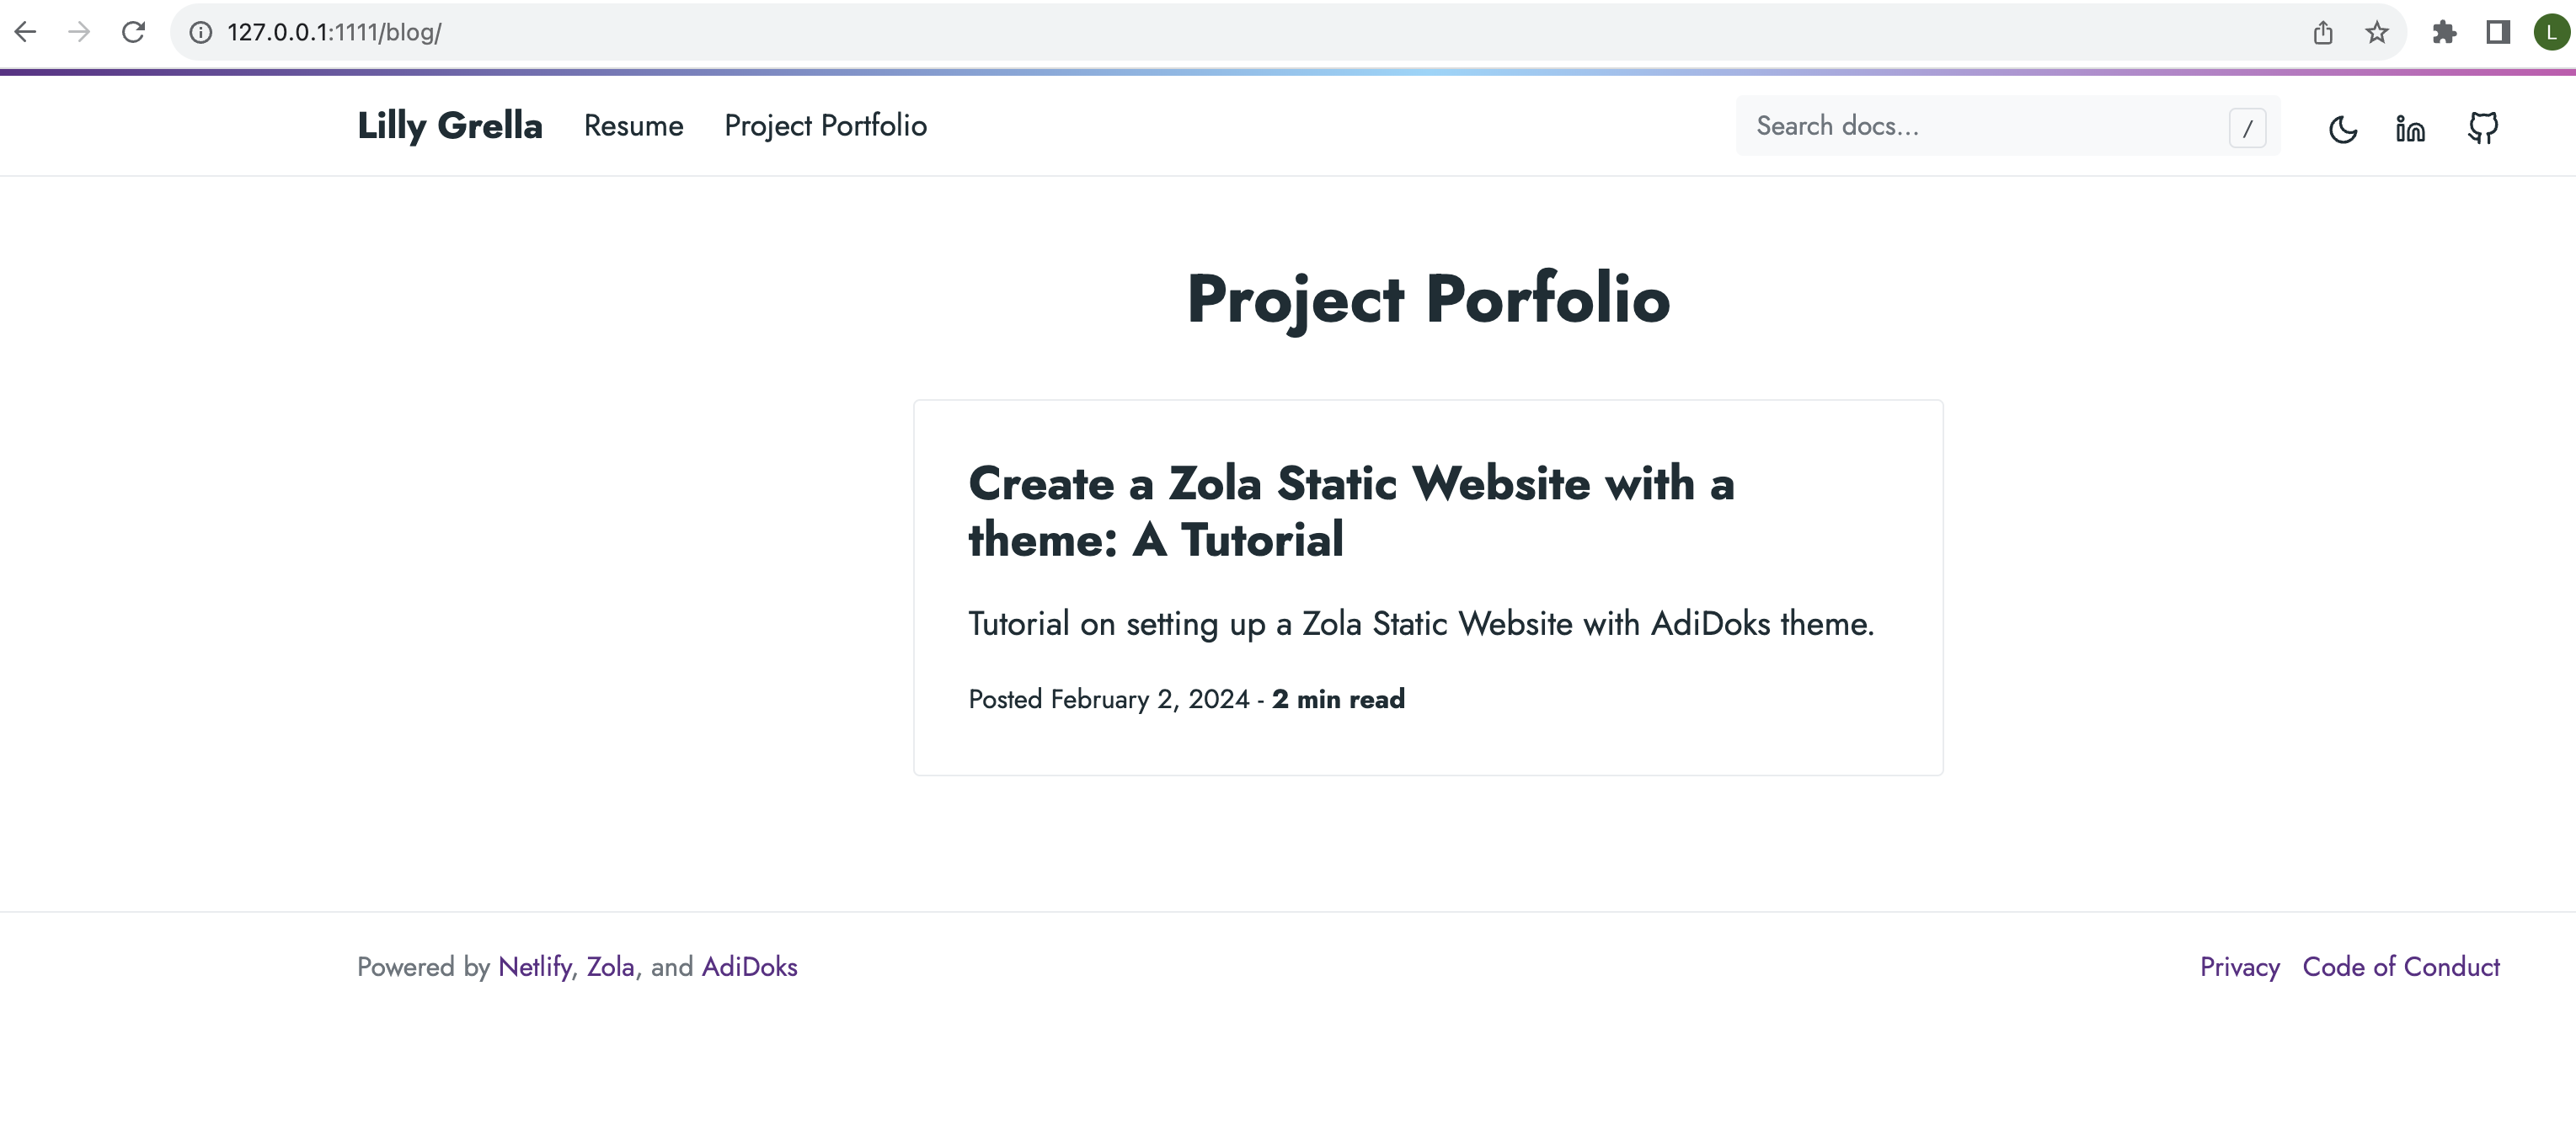 127.0.0.1:1111/blog/
L
Lilly Grella Resume Project Portfolio Search docs... /
Project Porfolio
Create a Zola Static Website with a
theme: A Tutorial
Tutorial on setting up a Zola Static Website with AdiDoks theme.
Posted February 2, 2024 - 2 min read
Powered by Netlify, Zola, and AdiDoks Privacy Code of Conduct